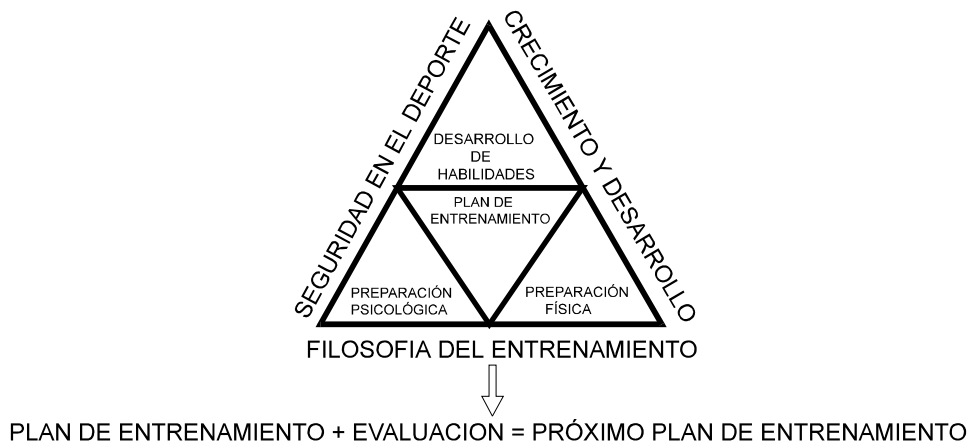 SEGURIDAD EN EL DEPORTE
CRECIMIENTO Y DESARROLLO
DESARROLLO
DE
HABILIDADES
PLAN DE
ENTRENAMIENTO
PREPARACIÓN
PSICOLÓGICA
PREPARACIÓN
FÍSICA
FILOSOFIA DEL ENTRENAMIENTO
PLAN DE ENTRENAMIENTO + EVALUACION = PRÓXIMO PLAN DE ENTRENAMIENTO